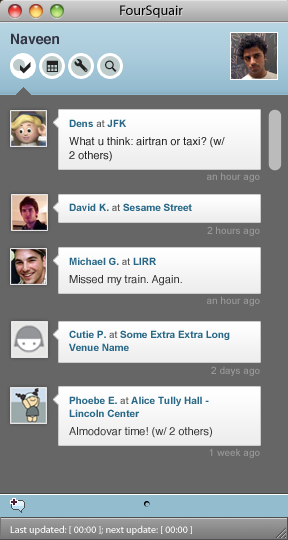 FourSquair
Naveen
Dens at JFK
What u think: airtran or taxi? (w/
2 others)
an hour ago
David K. at Sesame Street
2 hours ago
Michael G. at LIRR
Missed my train. Again.
an hour ago
Cutie P. at Some Extra Extra Long
Venue Name
2 days ago
Phoebe E. at Alice Tully Hall -
Lincoln Center
Almodovar time! (w/ 2 others)
1 week ago
Last updated: [ 00:00 ]; next update: [ 00:00 ]